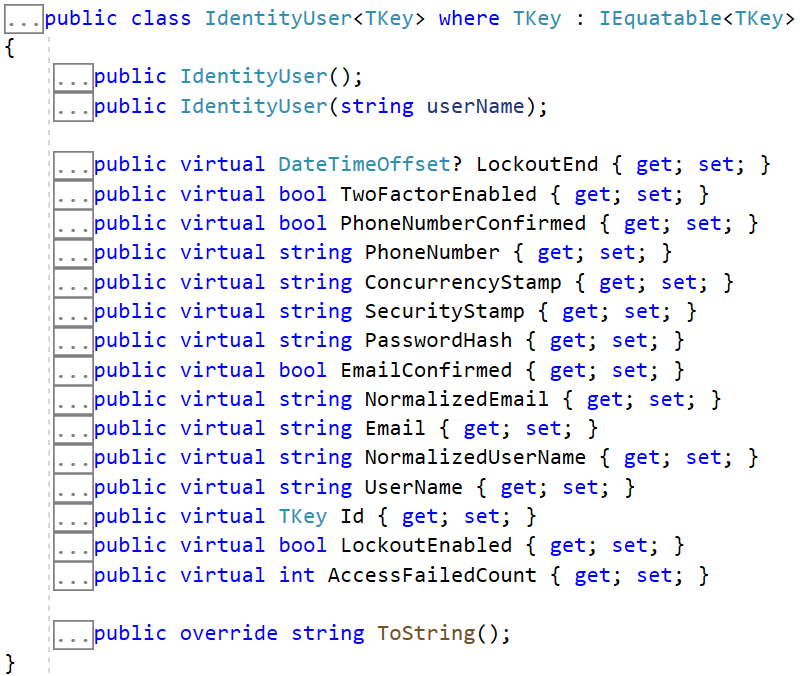 ...public class IdentityUser<TKey> where TKey : IEquatable<TKey>
{
...public IdentityUser();
...public IdentityUser(string userName);
...public virtual DateTimeOffset? LockoutEnd { get; set; }
...public virtual bool TwoFactorEnabled { get; set; }
...public virtual bool PhoneNumberConfirmed { get; set; }
...public virtual string PhoneNumber { get; set; }
...public virtual string ConcurrencyStamp { get; set; }
...public virtual string SecurityStamp { get; set; }
...public virtual string PasswordHash { get; set; }
...public virtual bool EmailConfirmed { get; set; }
...public virtual string NormalizedEmail { get; set; }
...public virtual string Email { get; set; }
...public virtual string NormalizedUserName { get; set; }
...public virtual string UserName { get; set; }
...public virtual TKey Id { get; set; }
...public virtual bool LockoutEnabled { get; set; }
...public virtual int AccessFailedCount { get; set; }
...public override string ToString();
}